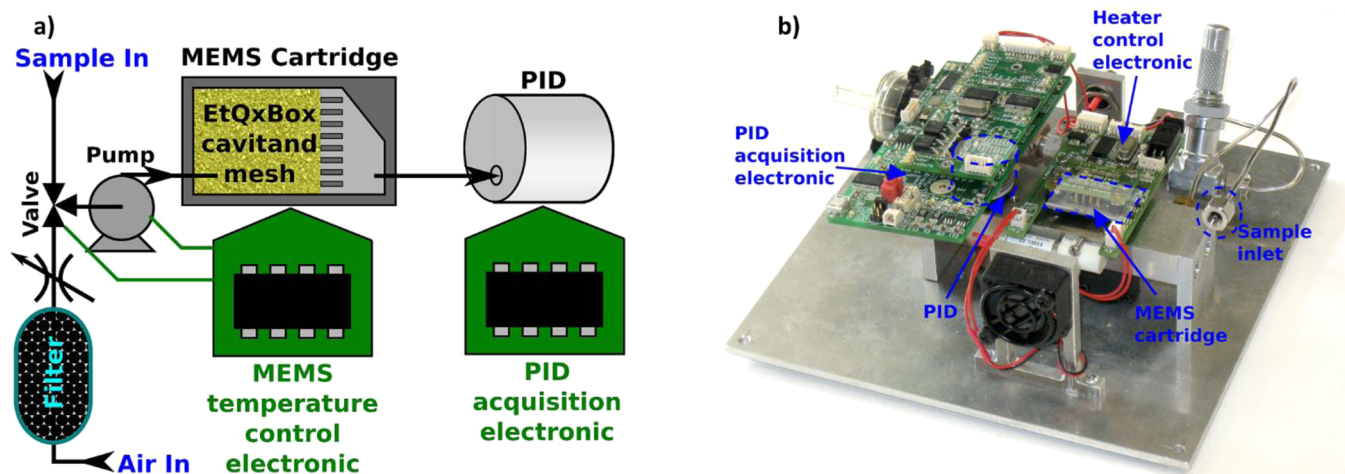 a)
Sample In
MEMS Cartridge
PID
EtQxBox
cavitand
mesh
Pump
Valve
Filter
Air In
MEMS
temperature
control
electronic
PID
acquisition
electronic
b)
Heater
control
electronic
PID
acquisition
electronic
Sample
inlet
PID
MEMS
cartridge